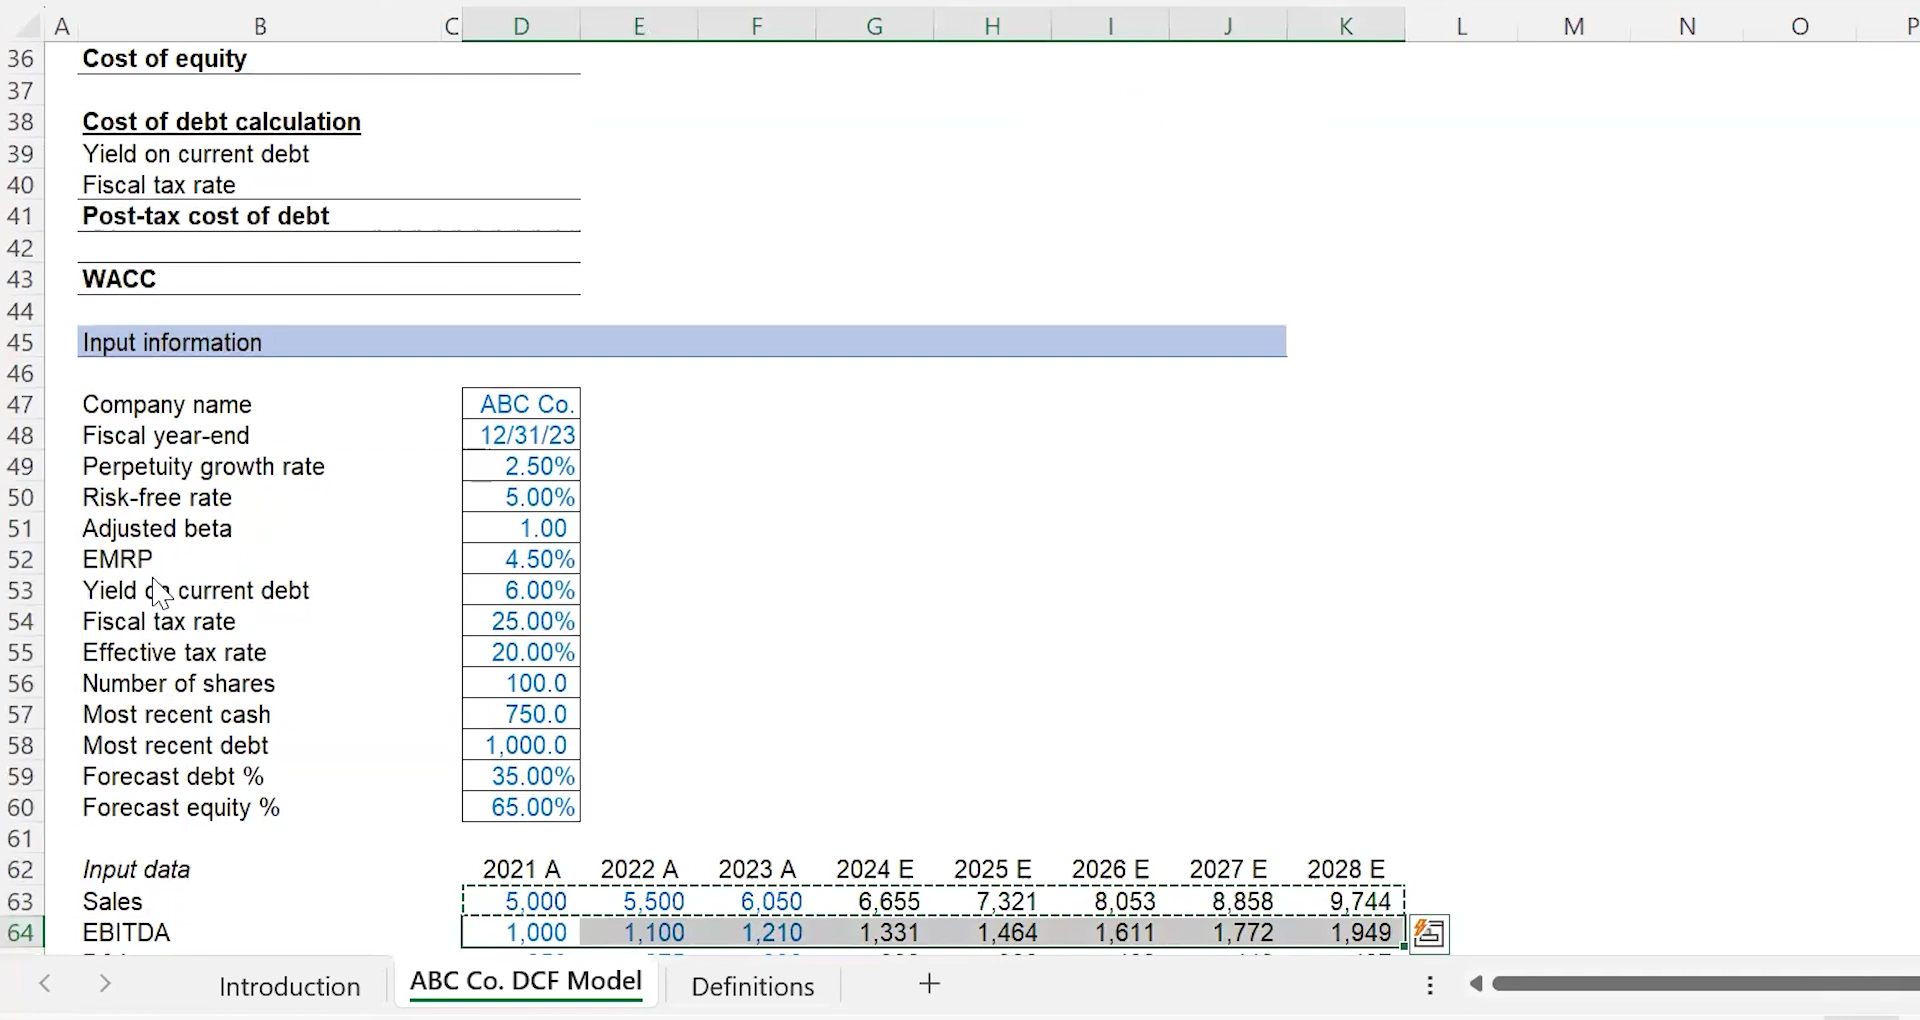 A B C D E F G H I J K L M N O P
36 Cost of equity
37
38 Cost of debt calculation
39 Yield on current debt
40 Fiscal tax rate
41 Post-tax cost of debt
42
43 WACC
44
45 Input information
46
47 Company name ABC Co.
48 Fiscal year-end 12/31/23
49 Perpetuity growth rate 2.50%
50 Risk-free rate 5.00%
51 Adjusted beta 1.00
52 EMRP 4.50%
53 Yield on current debt 6.00%
54 Fiscal tax rate 25.00%
55 Effective tax rate 20.00%
56 Number of shares 100.0
57 Most recent cash 750.0
58 Most recent debt 1,000.0
59 Forecast debt % 35.00%
60 Forecast equity % 65.00%
61
62 Input data 2021 A 2022 A 2023 A 2024 E 2025 E 2026 E 2027 E 2028 E
63 Sales 5,000 5,500 6,050 6,655 7,321 8,053 8,858 9,744
64 EBITDA 1,000 1,100 1,210 1,331 1,464 1,611 1,772 1,949
Introduction ABC Co. DCF Model Definitions +